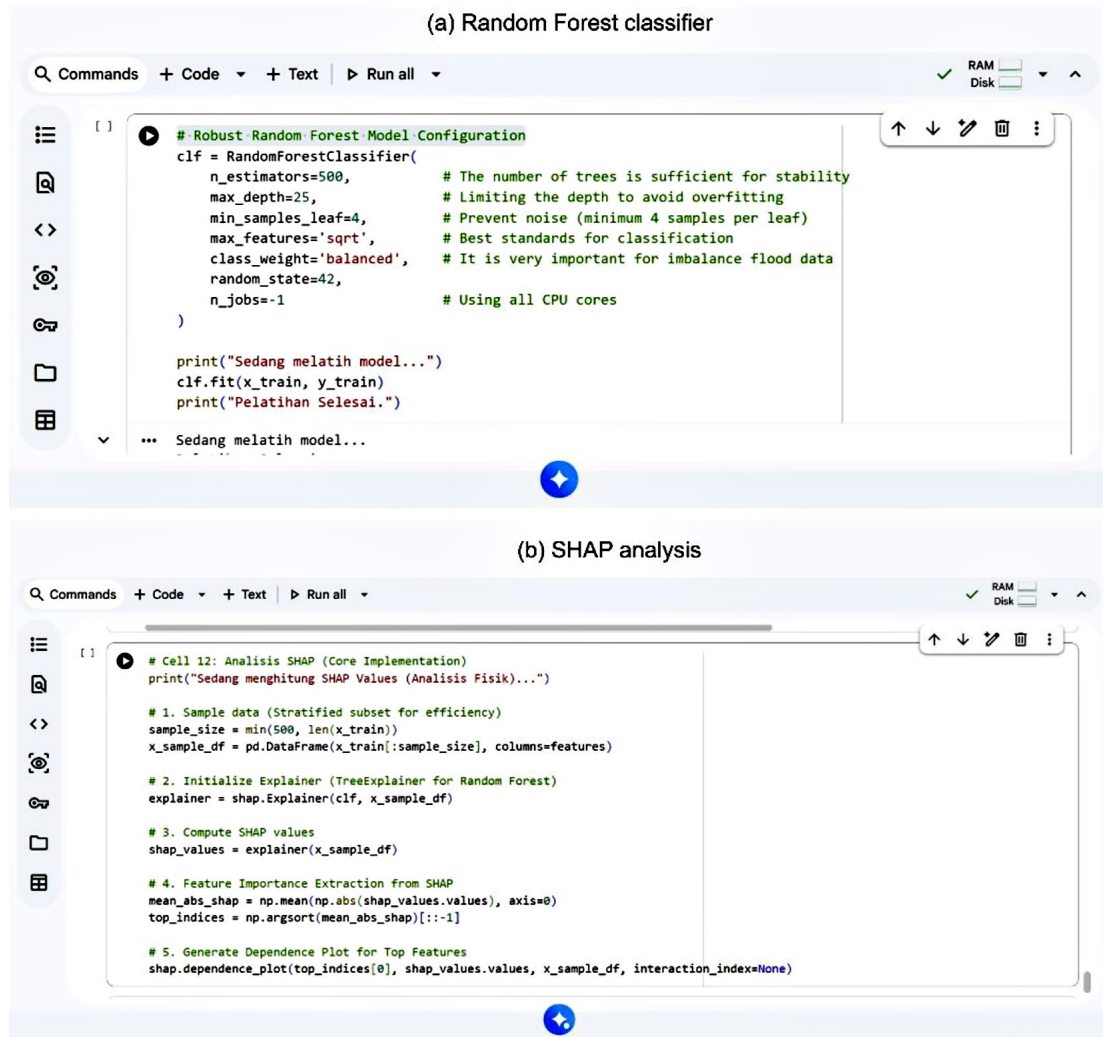 (a) Random Forest classifier
Commands + Code + Text Run all RAM
Disk
[ ] # Robust Random Forest Model Configuration
clf = RandomForestClassifier(
n_estimators=500, # The number of trees is sufficient for stability
max_depth=25, # Limiting the depth to avoid overfitting
min_samples_leaf=4, # Prevent noise (minimum 4 samples per leaf)
max_features='sqrt', # Best standards for classification
class_weight='balanced', # It is very important for imbalance flood data
random_state=42,
n_jobs=-1 # Using all CPU cores
)
print("Sedang melatih model...")
clf.fit(x_train, y_train)
print("Pelatihan Selesai.")
Sedang melatih model...
(b) SHAP analysis
Commands + Code + Text Run all RAM
Disk
[ ] # Cell 12: Analisis SHAP (Core Implementation)
print("Sedang menghitung SHAP Values (Analisis Fisik)...")
# 1. Sample data (Stratified subset for efficiency)
sample_size = min(500, len(x_train))
x_sample_df = pd.DataFrame(x_train[:sample_size], columns=features)
# 2. Initialize Explainer (TreeExplainer for Random Forest)
explainer = shap.Explainer(clf, x_sample_df)
# 3. Compute SHAP values
shap_values = explainer(x_sample_df)
# 4. Feature Importance Extraction from SHAP
mean_abs_shap = np.mean(np.abs(shap_values.values), axis=0)
top_indices = np.argsort(mean_abs_shap)[::-1]
# 5. Generate Dependence Plot for Top Features
shap.dependence_plot(top_indices[0], shap_values.values, x_sample_df, interaction_index=None)